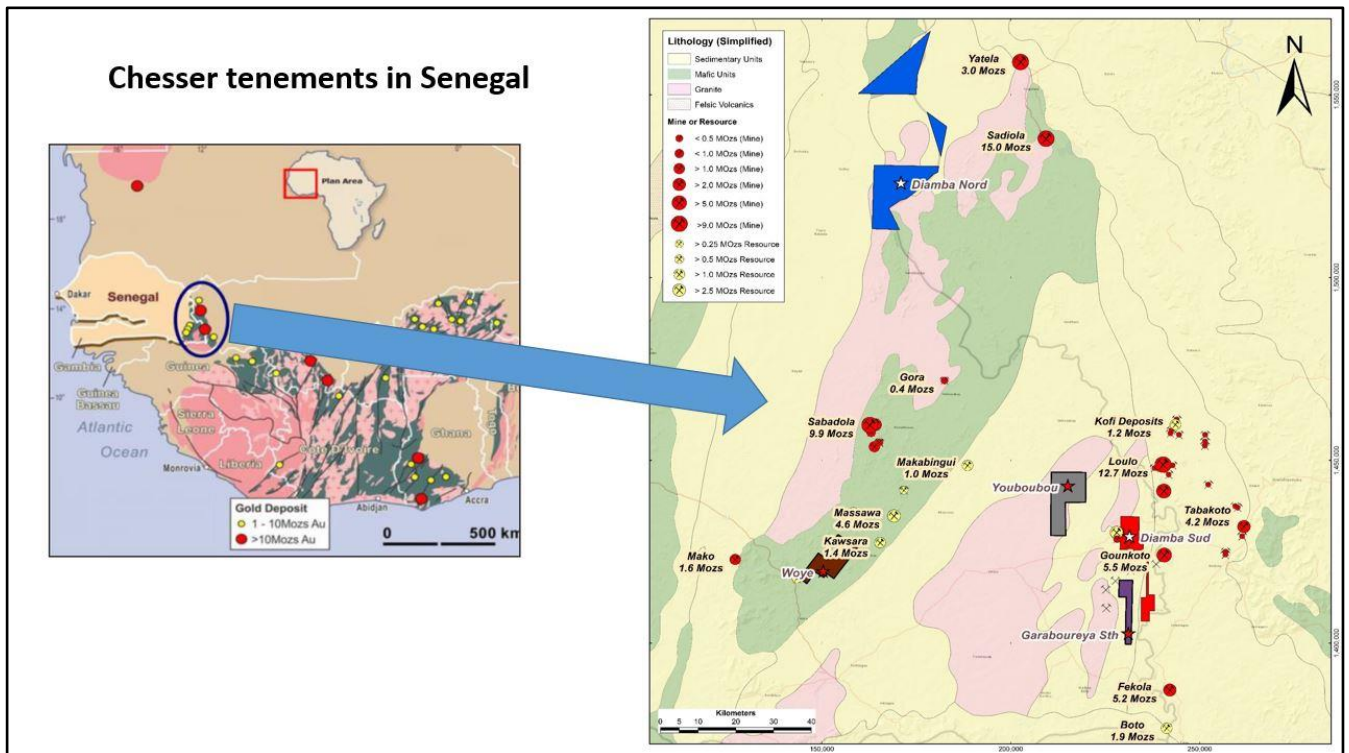 Chesser tenements in Senegal
16°
12°
0°
Plan Area
18°
Dakar
Senegal
14°
Gambia
Guinea
Bassau
Guinea
10°
Atlantic
Ocean
Sierra
Leone
Liberia
Monrovia
Coto D'Ivoire
Ghana
Togo
Abidjan
Accra
Gold Deposit
1 - 10Mozs Au
>10Mozs Au
0 500 km
Lithology (Simplified)
Sedimentary Units
Mafic Units
Granite
Felsic Volcanics
Mine or Resource
< 0.5 MOzs (Mine)
< 1.0 MOzs (Mine)
> 1.0 MOzs (Mine)
> 2.0 MOzs (Mine)
> 5.0 MOzs (Mine)
>9.0 MOzs (Mine)
> 0.25 MOzs Resource
> 0.5 MOzs Resource
> 1.0 MOzs Resource
> 2.5 MOzs Resource
N
Yatela
3.0 Mozs
1,550,000
Sadiola
15.0 Mozs
Diamba Nord
1,500,000
Gora
0.4 Mozs
Sabadola
9.9 Mozs
Kofi Deposits
1.2 Mozs
Makabingui
1.0 Mozs
Loulo
12.7 Mozs
1,450,000
Youboubou
Massawa
4.6 Mozs
Tabakoto
4.2 Mozs
Kawsara
1.4 Mozs
Diamba Sud
Mako
1.6 Mozs
Woye
Gounkoto
5.5 Mozs
Garaboureya Sth
1,400,000
Fekola
5.2 Mozs
Boto
1.9 Mozs
Kilometers
0 5 10 20 30 40
150,000
200,000
250,000